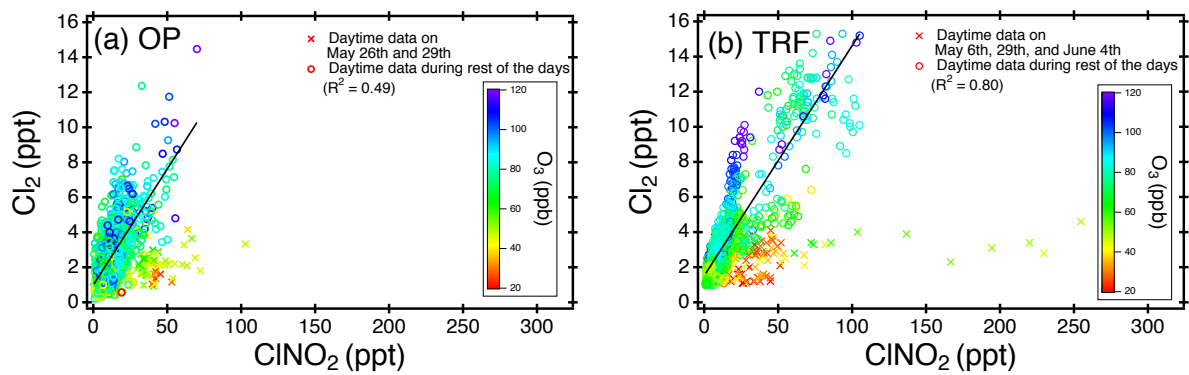 (a) OP
× Daytime data on
May 26th and 29th
o Daytime data during rest of the days
(R² = 0.49)
16
14
12
10
8
6
4
2
0
Cl₂ (ppt)
0 50 100 150 200 250 300
ClNO₂ (ppt)
120
100
80
60
40
20
O₃ (ppb)
(b) TRF
× Daytime data on
May 6th, 29th, and June 4th
o Daytime data during rest of the days
(R² = 0.80)
16
14
12
10
8
6
4
2
0
Cl₂ (ppt)
0 50 100 150 200 250 300
ClNO₂ (ppt)
120
100
80
60
40
20
O₃ (ppb)